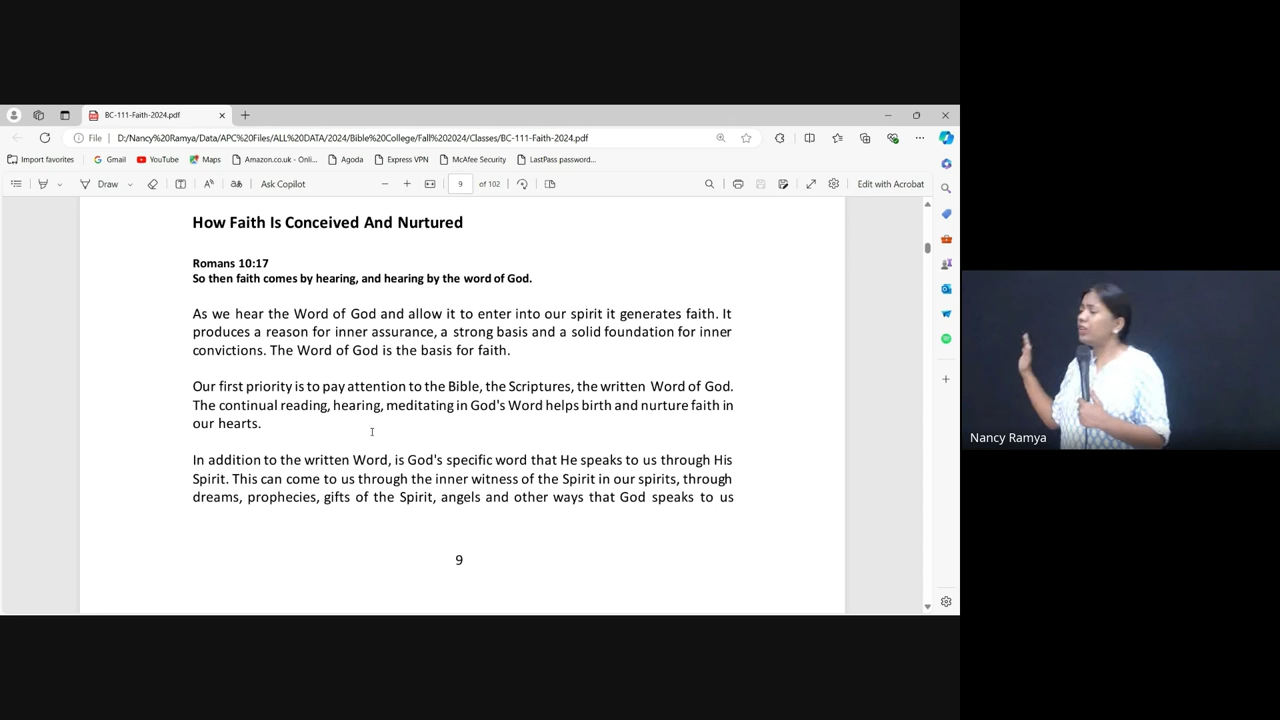 BC-111-Faith-2024.pdf
File D:/Nancy%20Ramya/Data/APC%20Files/ALL%20DATA/2024/Bible%20College/Fall%202024/Classes/BC-111-Faith-2024.pdf
Import favorites Gmail YouTube Maps Amazon.co.uk - Onli... Agoda Express VPN McAfee Security LastPass password...
Draw Ask Copilot 9 of 102 Edit with Acrobat
How Faith Is Conceived And Nurtured
Romans 10:17
So then faith comes by hearing, and hearing by the word of God.
As we hear the Word of God and allow it to enter into our spirit it generates faith. It
produces a reason for inner assurance, a strong basis and a solid foundation for inner
convictions. The Word of God is the basis for faith.
Our first priority is to pay attention to the Bible, the Scriptures, the written Word of God.
The continual reading, hearing, meditating in God's Word helps birth and nurture faith in
our hearts.
In addition to the written Word, is God's specific word that He speaks to us through His
Spirit. This can come to us through the inner witness of the Spirit in our spirits, through
dreams, prophecies, gifts of the Spirit, angels and other ways that God speaks to us
9
Nancy Ramya